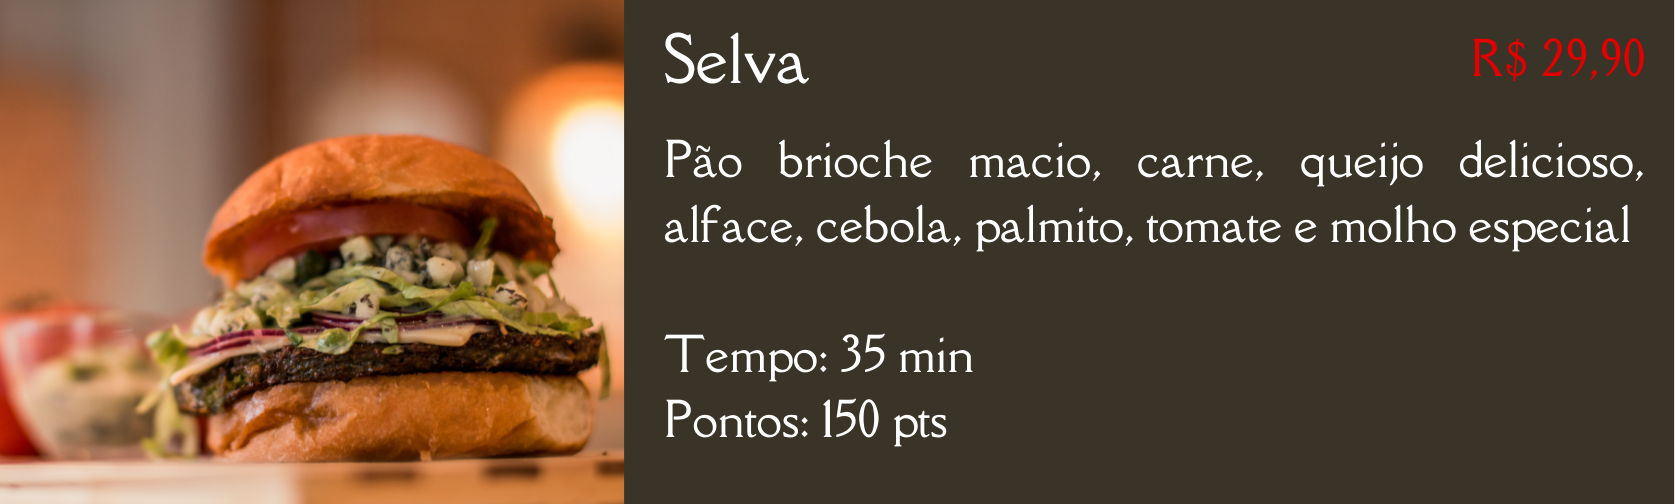 Selva
R$ 29,90
Pão brioche macio, carne, queijo delicioso,
alface, cebola, palmito, tomate e molho especial
Tempo: 35 min
Pontos: 150 pts